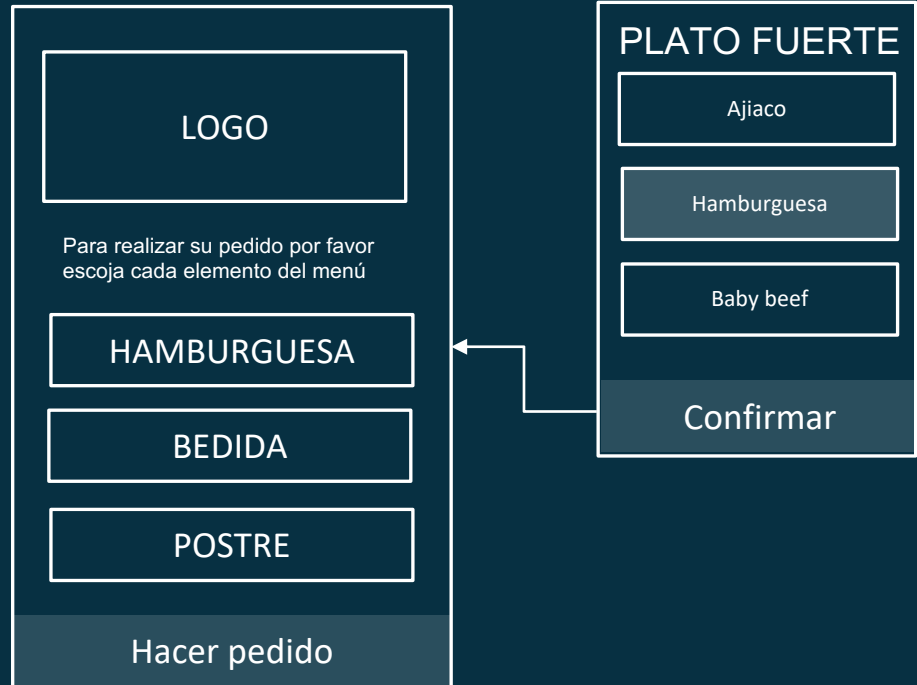 LOGO
Para realizar su pedido por favor
escoja cada elemento del menú
HAMBURGUESA
BEDIDA
POSTRE
Hacer pedido
PLATO FUERTE
Ajiaco
Hamburguesa
Baby beef
Confirmar